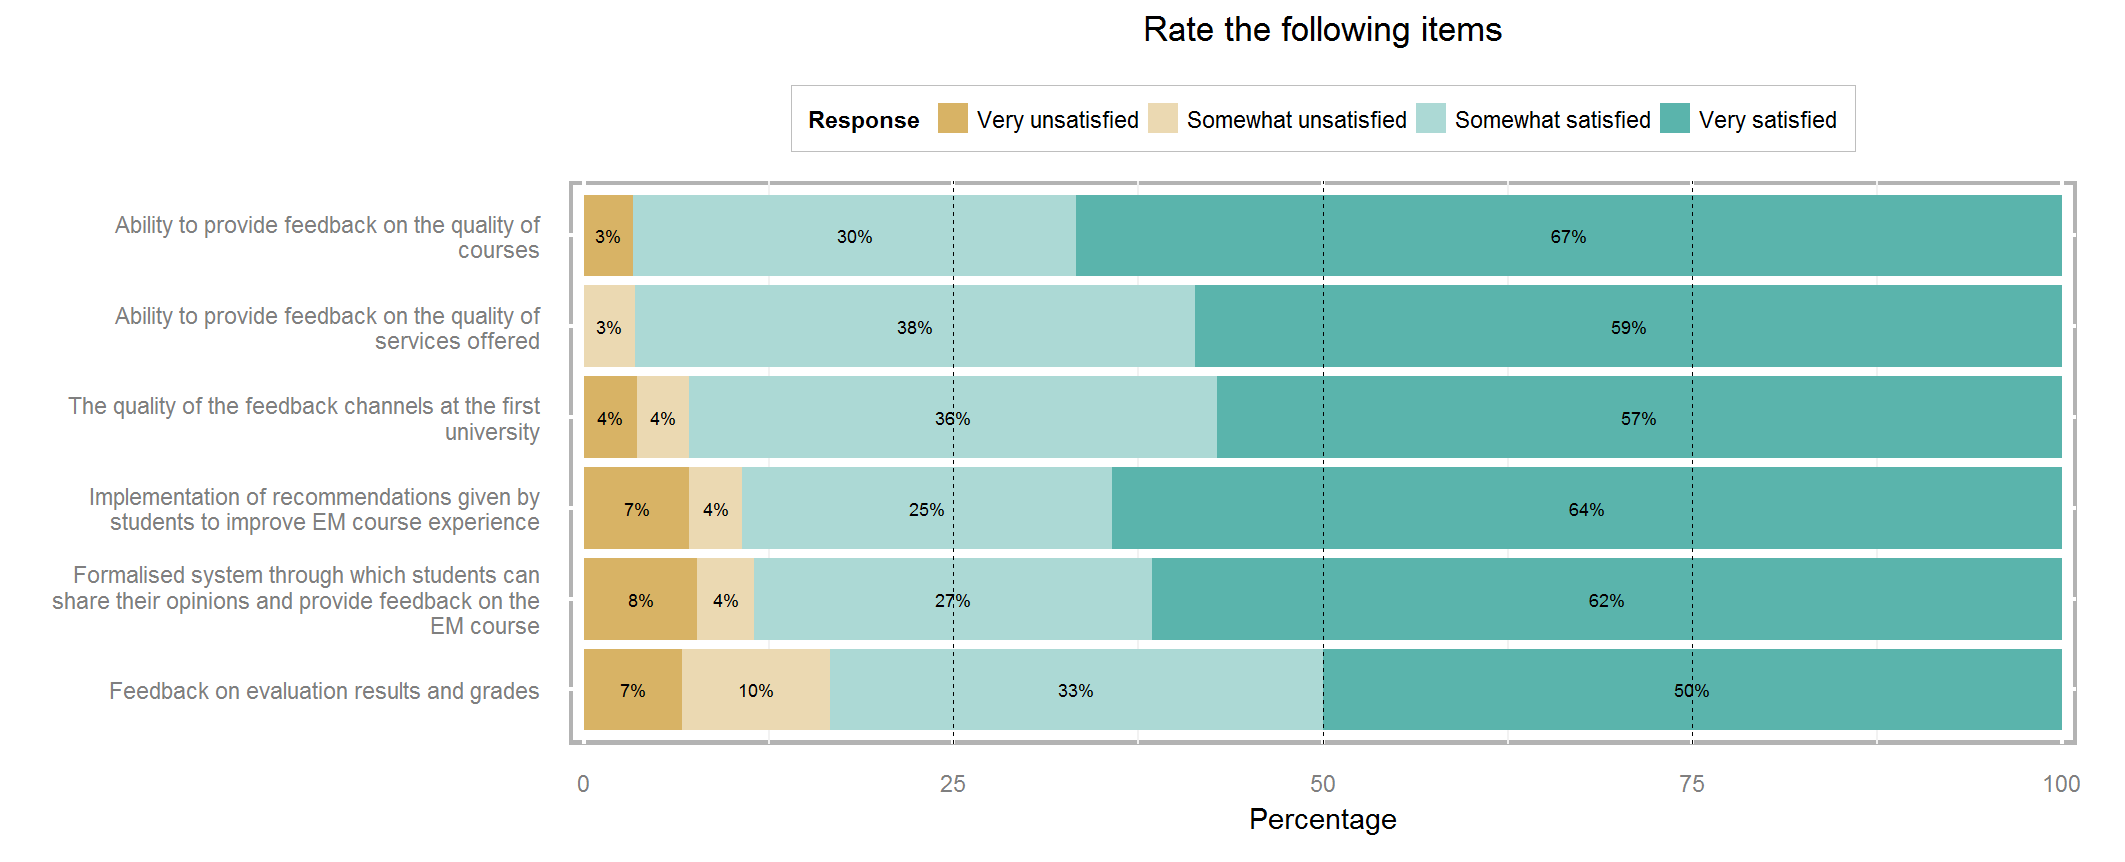 Rate the following items
Response Very unsatisfied Somewhat unsatisfied Somewhat satisfied Very satisfied
Ability to provide feedback on the quality of
courses
3% 30% 67%
Ability to provide feedback on the quality of
services offered
3% 38% 59%
The quality of the feedback channels at the first
university
4% 4% 36% 57%
Implementation of recommendations given by
students to improve EM course experience
7% 4% 25% 64%
Formalised system through which students can
share their opinions and provide feedback on the
EM course
8% 4% 27% 62%
Feedback on evaluation results and grades
7% 10% 33% 50%
0 25 50 75 100
Percentage